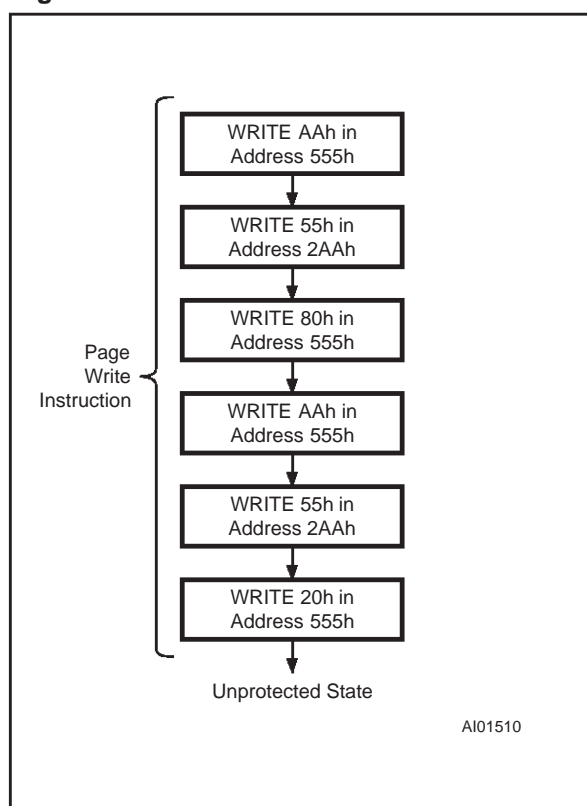 WRITE AAh in
Address 555h
WRITE 55h in
Address 2AAh
WRITE 80h in
Address 555h
Page
Write
Instruction
WRITE AAh in
Address 555h
WRITE 55h in
Address 2AAh
WRITE 20h in
Address 555h
Unprotected State
AI01510